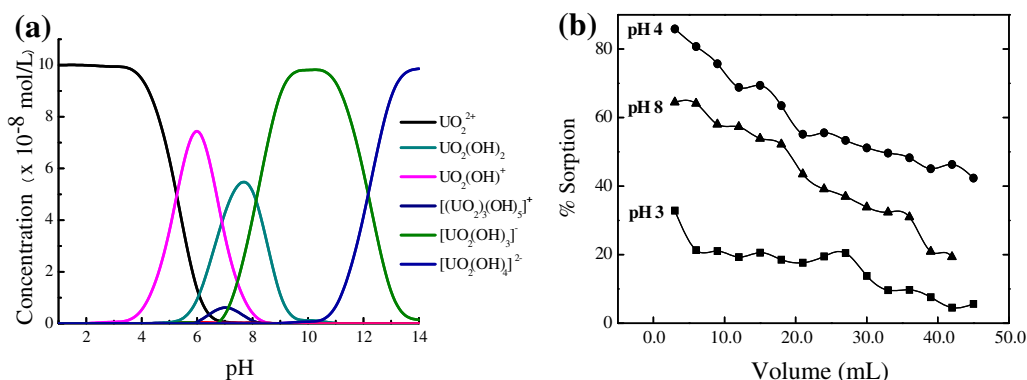 (a)
Concentration (x 10⁻⁸ mol/L)
10
8
6
4
2
0
2 4 6 8 10 12 14
pH
UO₂²⁺
UO₂(OH)₂
UO₂(OH)⁺
[(UO₂)₃(OH)₅]⁺
[UO₂(OH)₃]⁻
[UO₂(OH)₄]²⁻
(b)
% Sorption
80
60
40
20
0
pH 4
pH 8
pH 3
0.0 10.0 20.0 30.0 40.0 50.0
Volume (mL)